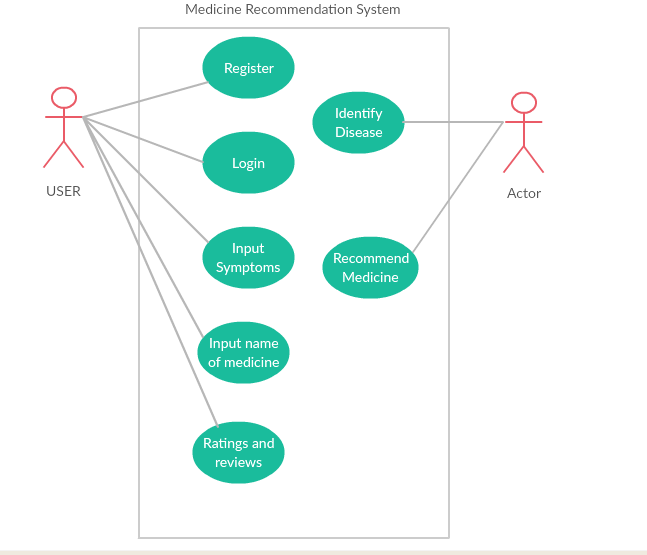 Medicine Recommendation System
Register
Identify
Disease
Login
USER
Actor
Input
Symptoms
Recommend
Medicine
Input name
of medicine
Ratings and
reviews